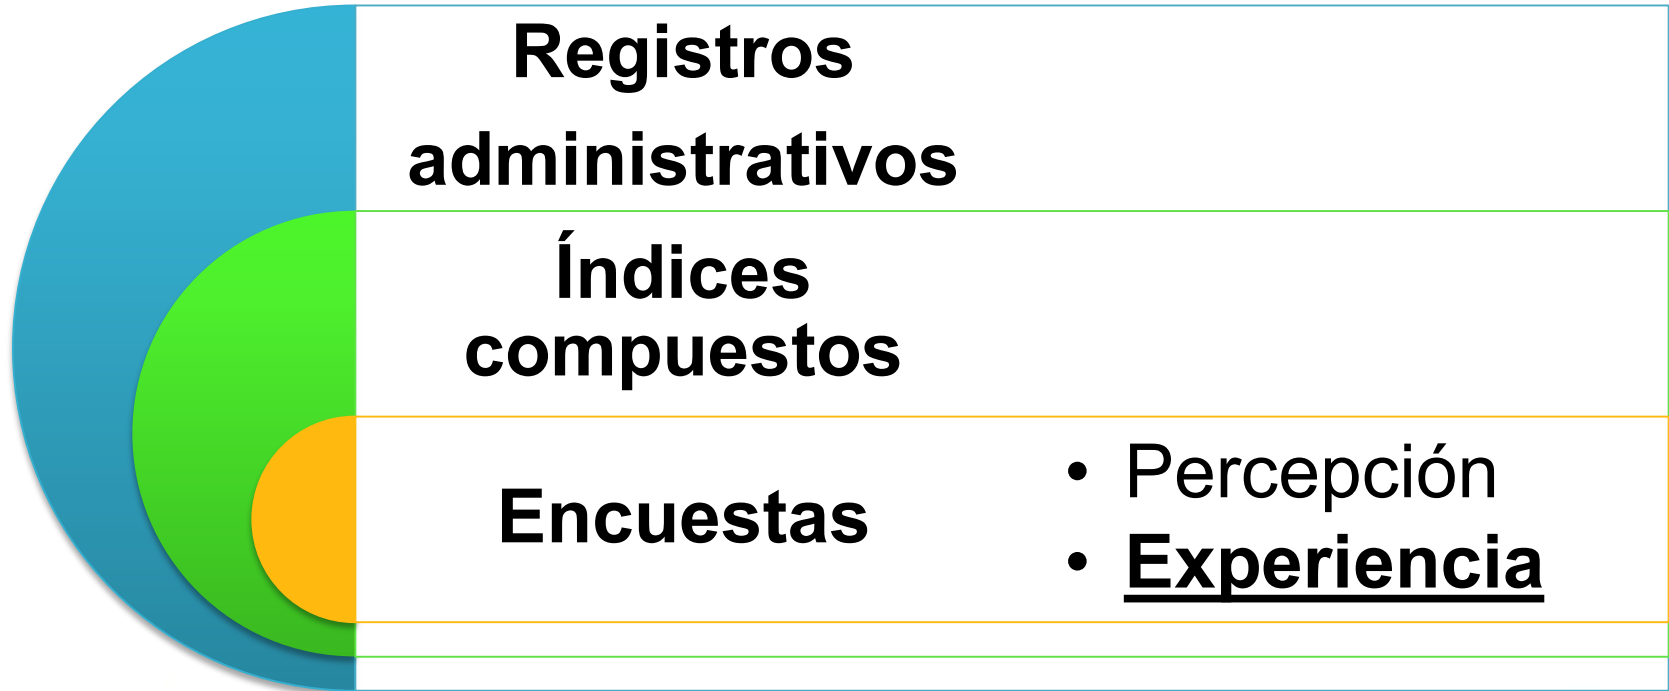 Registros
administrativos
Índices
compuestos
Encuestas
• Percepción
• Experiencia